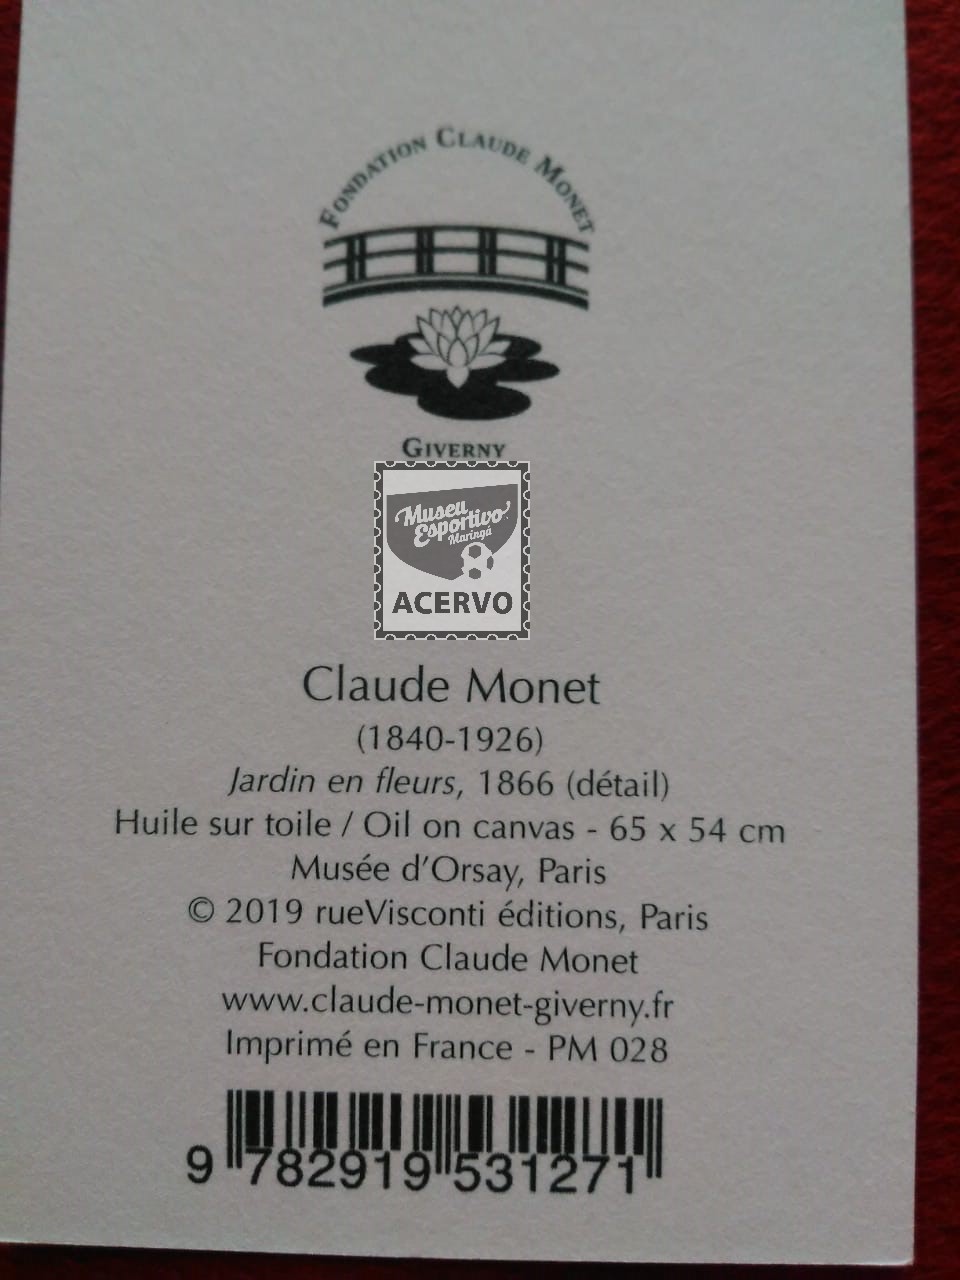 FONDATION CLAUDE MONET
GIVERNY
Museu
Esportivo
Maringá
ACERVO
Claude Monet
(1840-1926)
Jardin en fleurs, 1866 (détail)
Huile sur toile / Oil on canvas - 65 x 54 cm
Musée d'Orsay, Paris
© 2019 rueVisconti éditions, Paris
Fondation Claude Monet
www.claude-monet-giverny.fr
Imprimé en France - PM 028
9 782919 531271